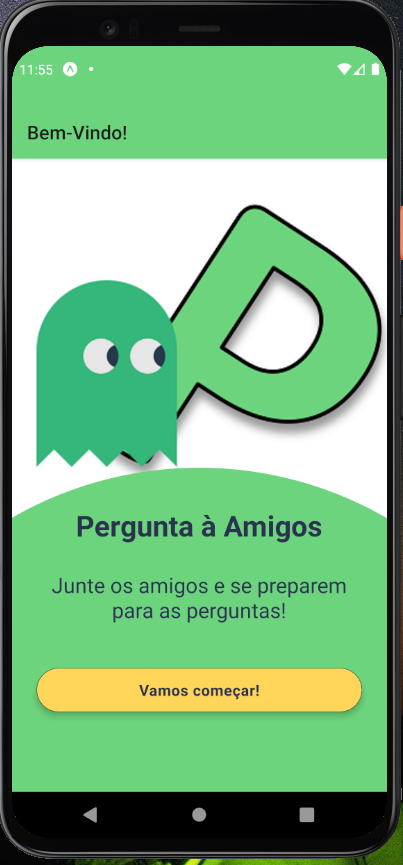 11:55
Bem-Vindo!
P
Pergunta à Amigos
Junte os amigos e se preparem
para as perguntas!
Vamos começar!